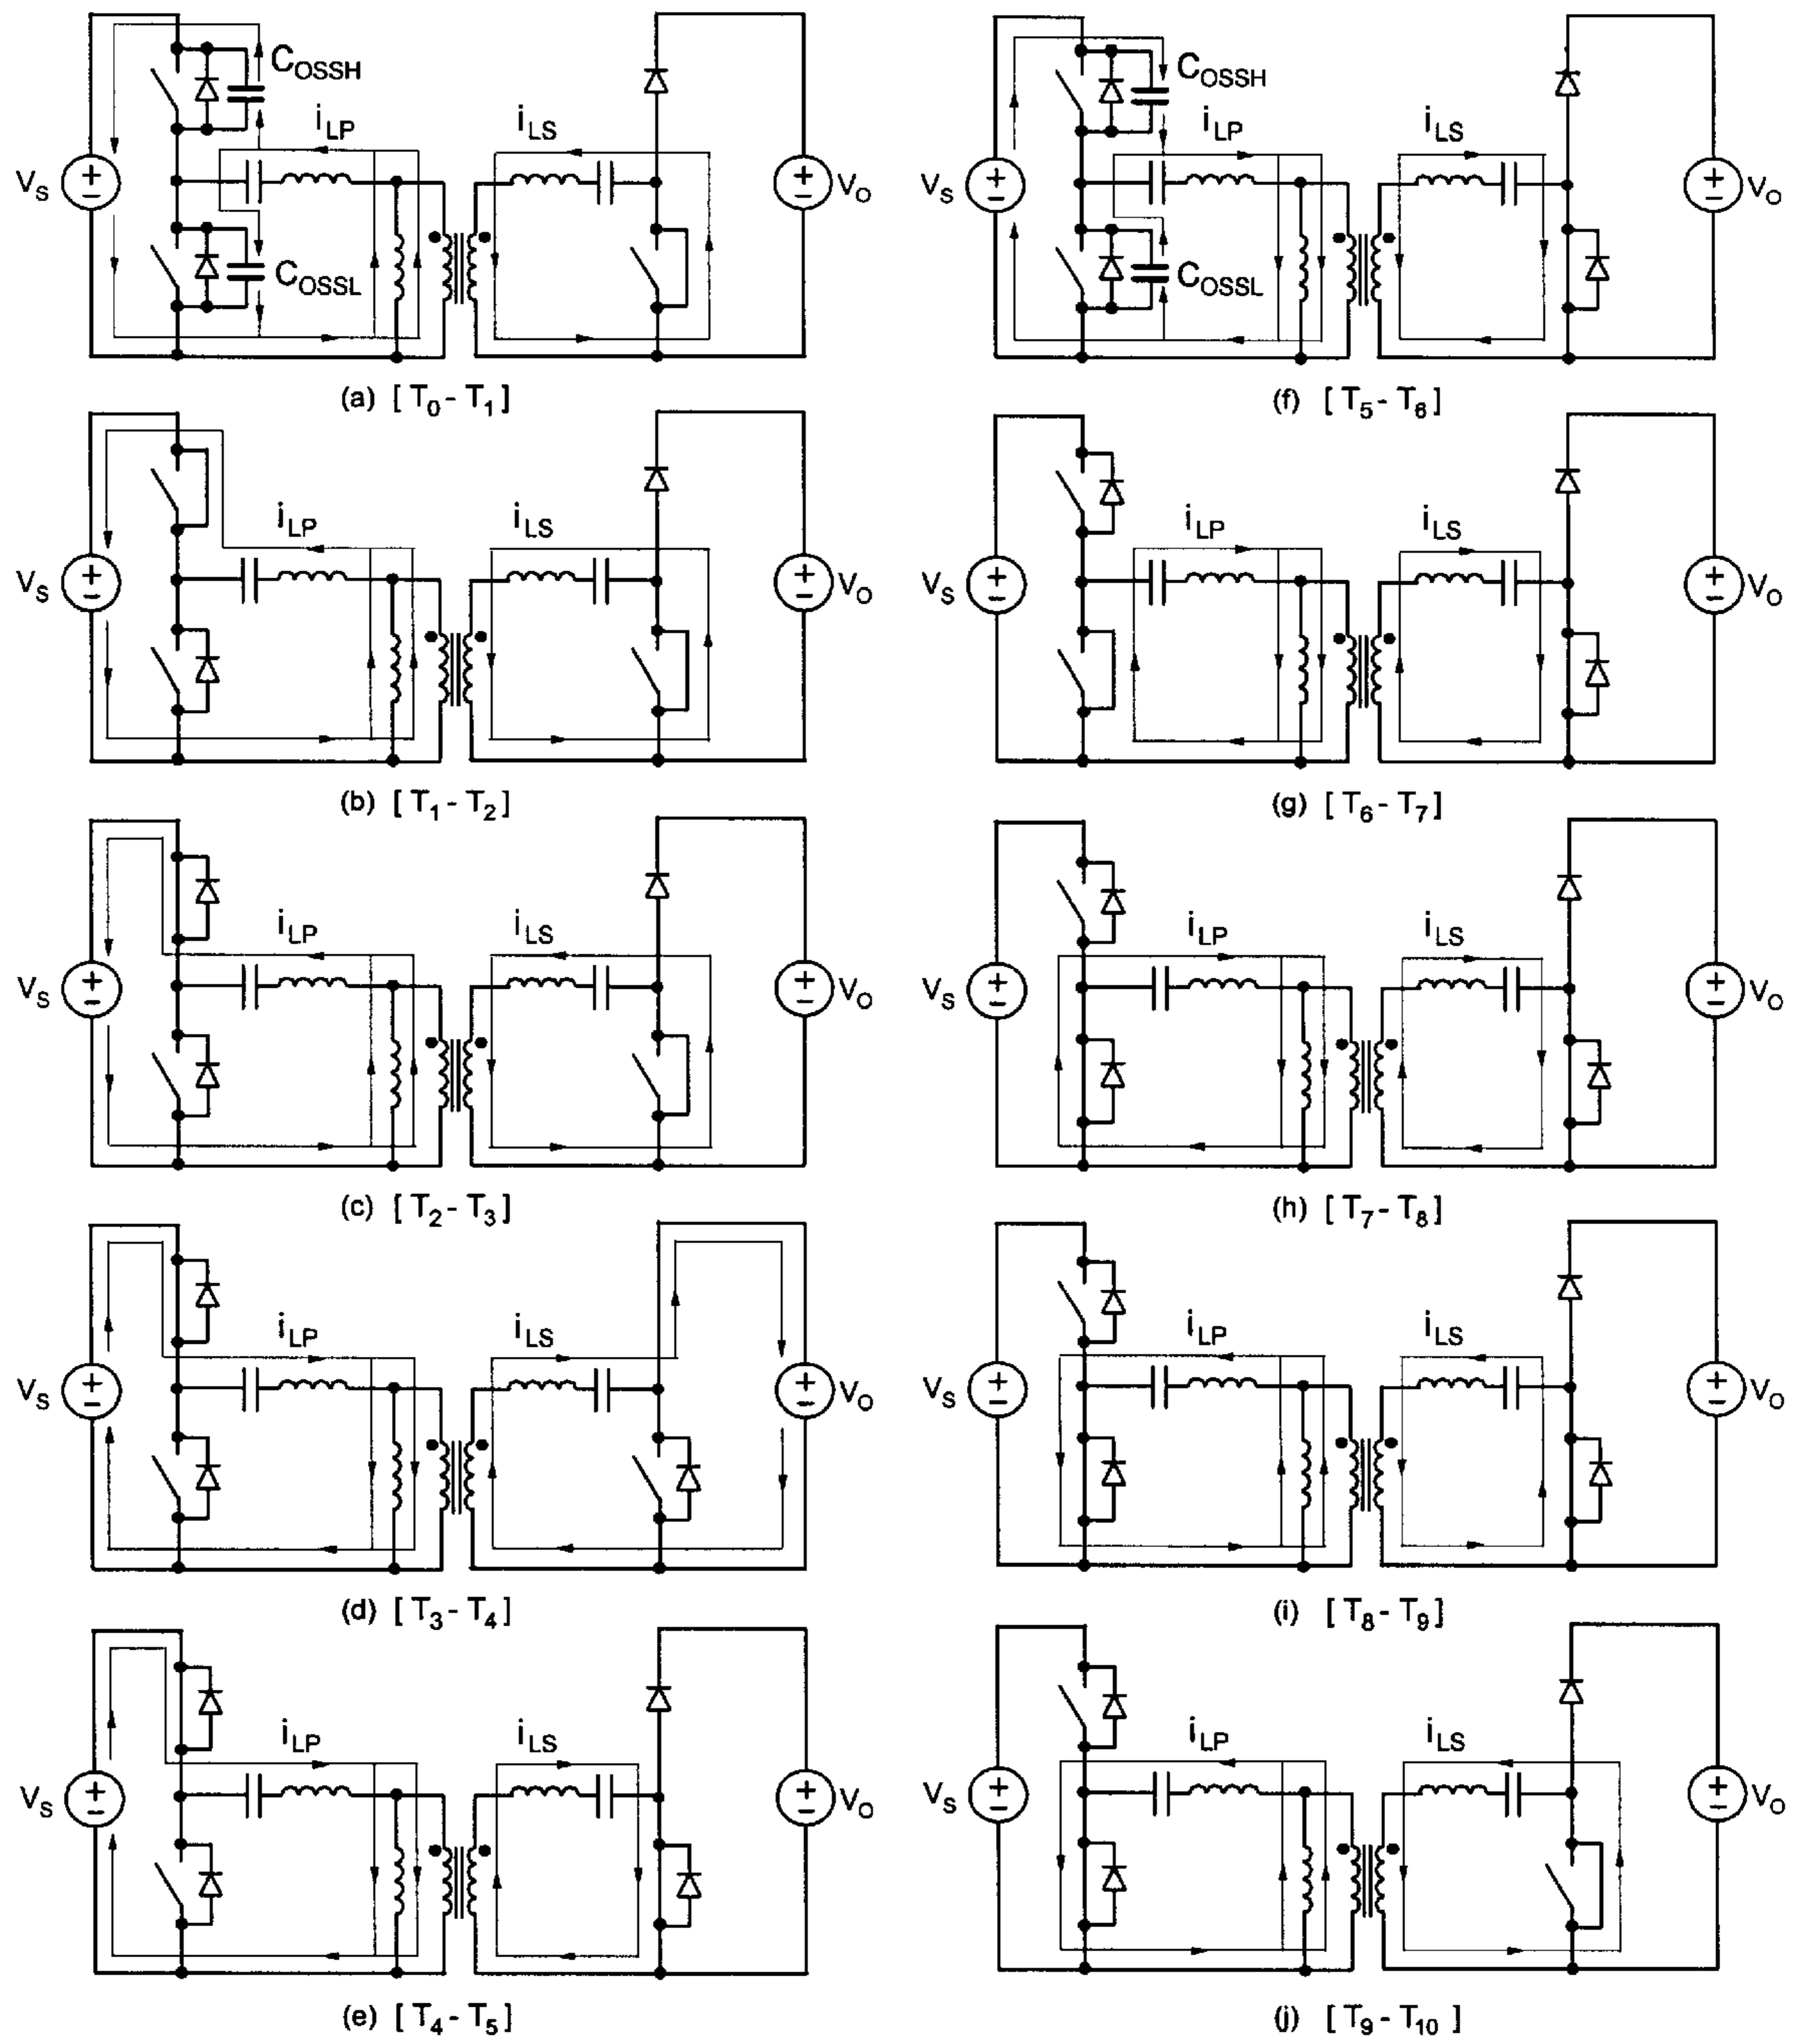 C_OSSH
i_LP
i_LS
V_S
+
−
+
−
V_O
C_OSSL
(a) [ T_0 - T_1 ]
C_OSSH
i_LP
i_LS
V_S
+
−
+
−
V_O
C_OSSL
(f) [ T_5 - T_6 ]
i_LP
i_LS
V_S
+
−
+
−
V_O
(b) [ T_1 - T_2 ]
i_LP
i_LS
V_S
+
−
+
−
V_O
(g) [ T_6 - T_7 ]
i_LP
i_LS
V_S
+
−
+
−
V_O
(c) [ T_2 - T_3 ]
i_LP
i_LS
V_S
+
−
+
−
V_O
(h) [ T_7 - T_8 ]
i_LP
i_LS
V_S
+
−
+
−
V_O
(d) [ T_3 - T_4 ]
i_LP
i_LS
V_S
+
−
+
−
V_O
(i) [ T_8 - T_9 ]
i_LP
i_LS
V_S
+
−
+
−
V_O
(e) [ T_4 - T_5 ]
i_LP
i_LS
V_S
+
−
+
−
V_O
(j) [ T_9 - T_10 ]